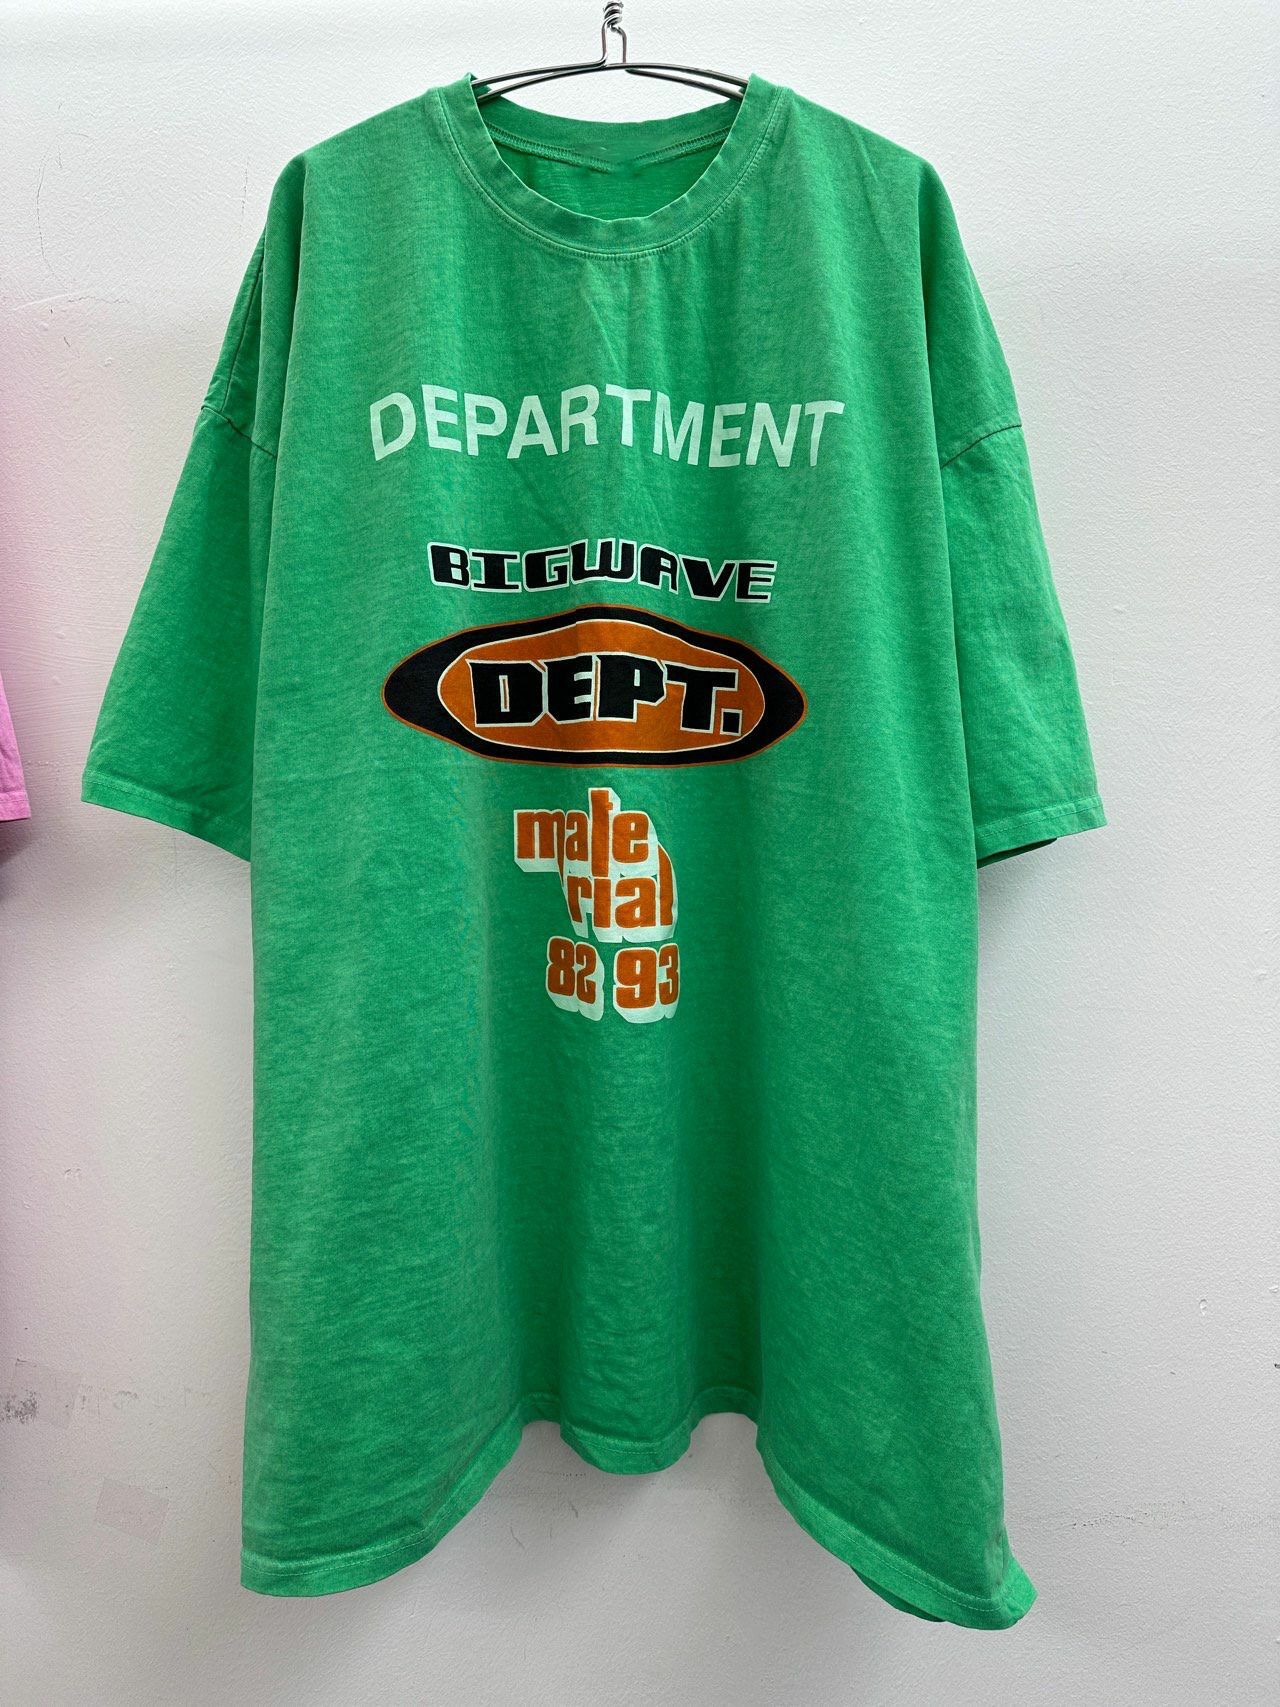 DEPARTMENT
BIGWAVE
DEPT.
mate
rial
82 93